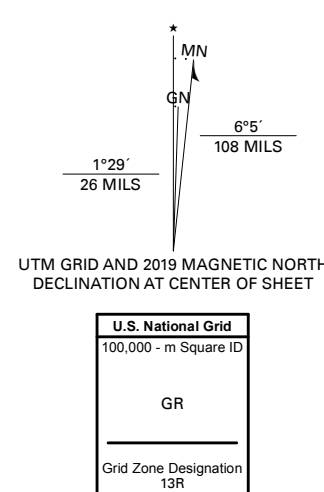 ★
MN
GN
6°5´
108 MILS
1°29´
26 MILS
UTM GRID AND 2019 MAGNETIC NORTH
DECLINATION AT CENTER OF SHEET
U.S. National Grid
100,000 - m Square ID
GR
Grid Zone Designation
13R